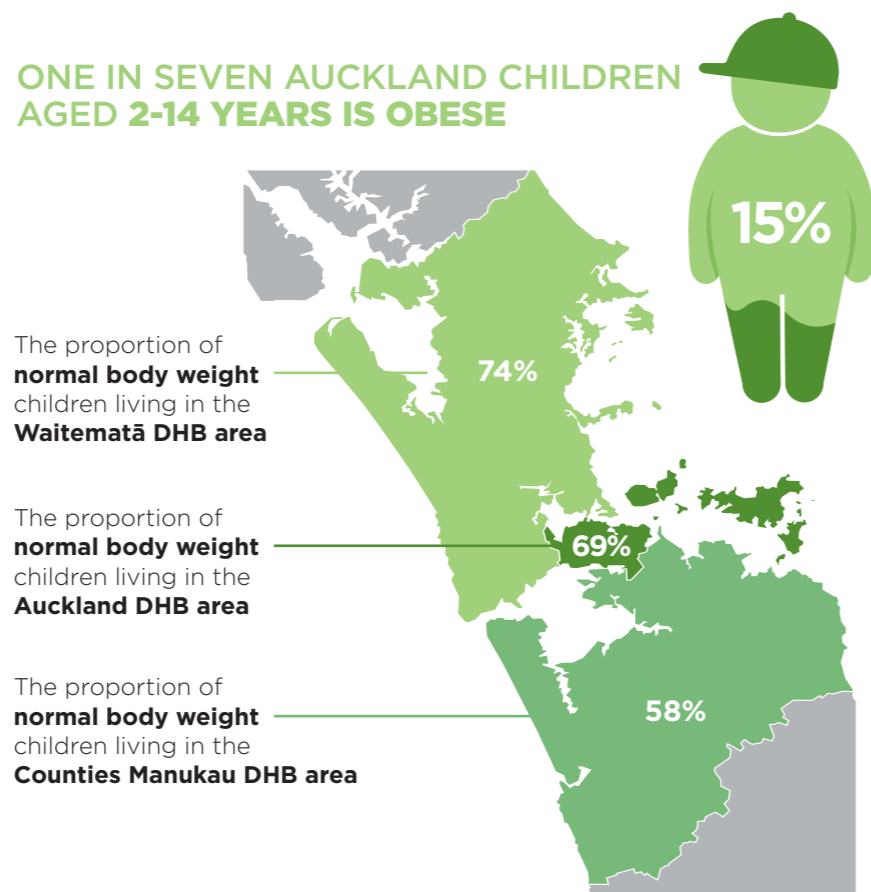 ONE IN SEVEN AUCKLAND CHILDREN
AGED 2-14 YEARS IS OBESE
15%
The proportion of
normal body weight
children living in the
Waitematā DHB area
74%
The proportion of
normal body weight
children living in the
Auckland DHB area
69%
The proportion of
normal body weight
children living in the
Counties Manukau DHB area
58%